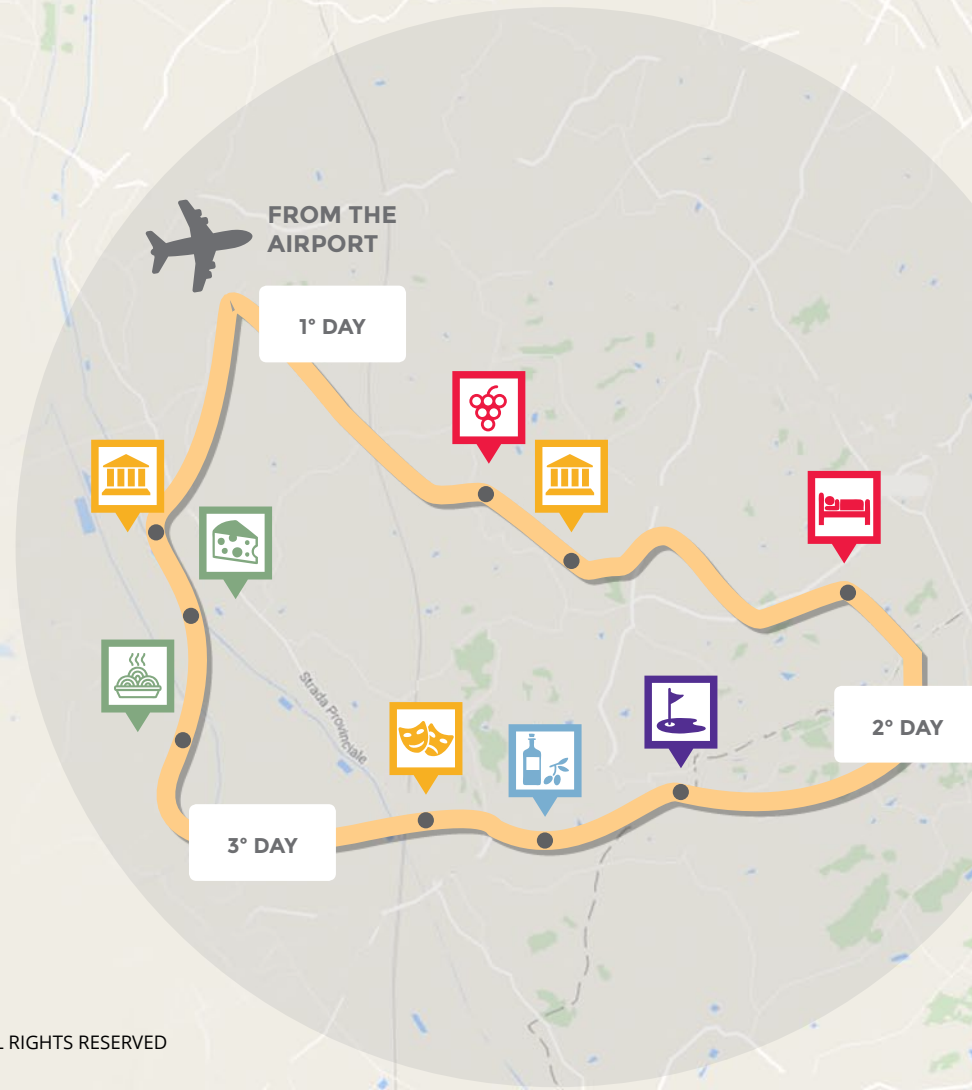 FROM THE
AIRPORT
1° DAY
2° DAY
Strada Provinciale
3° DAY
L RIGHTS RESERVED